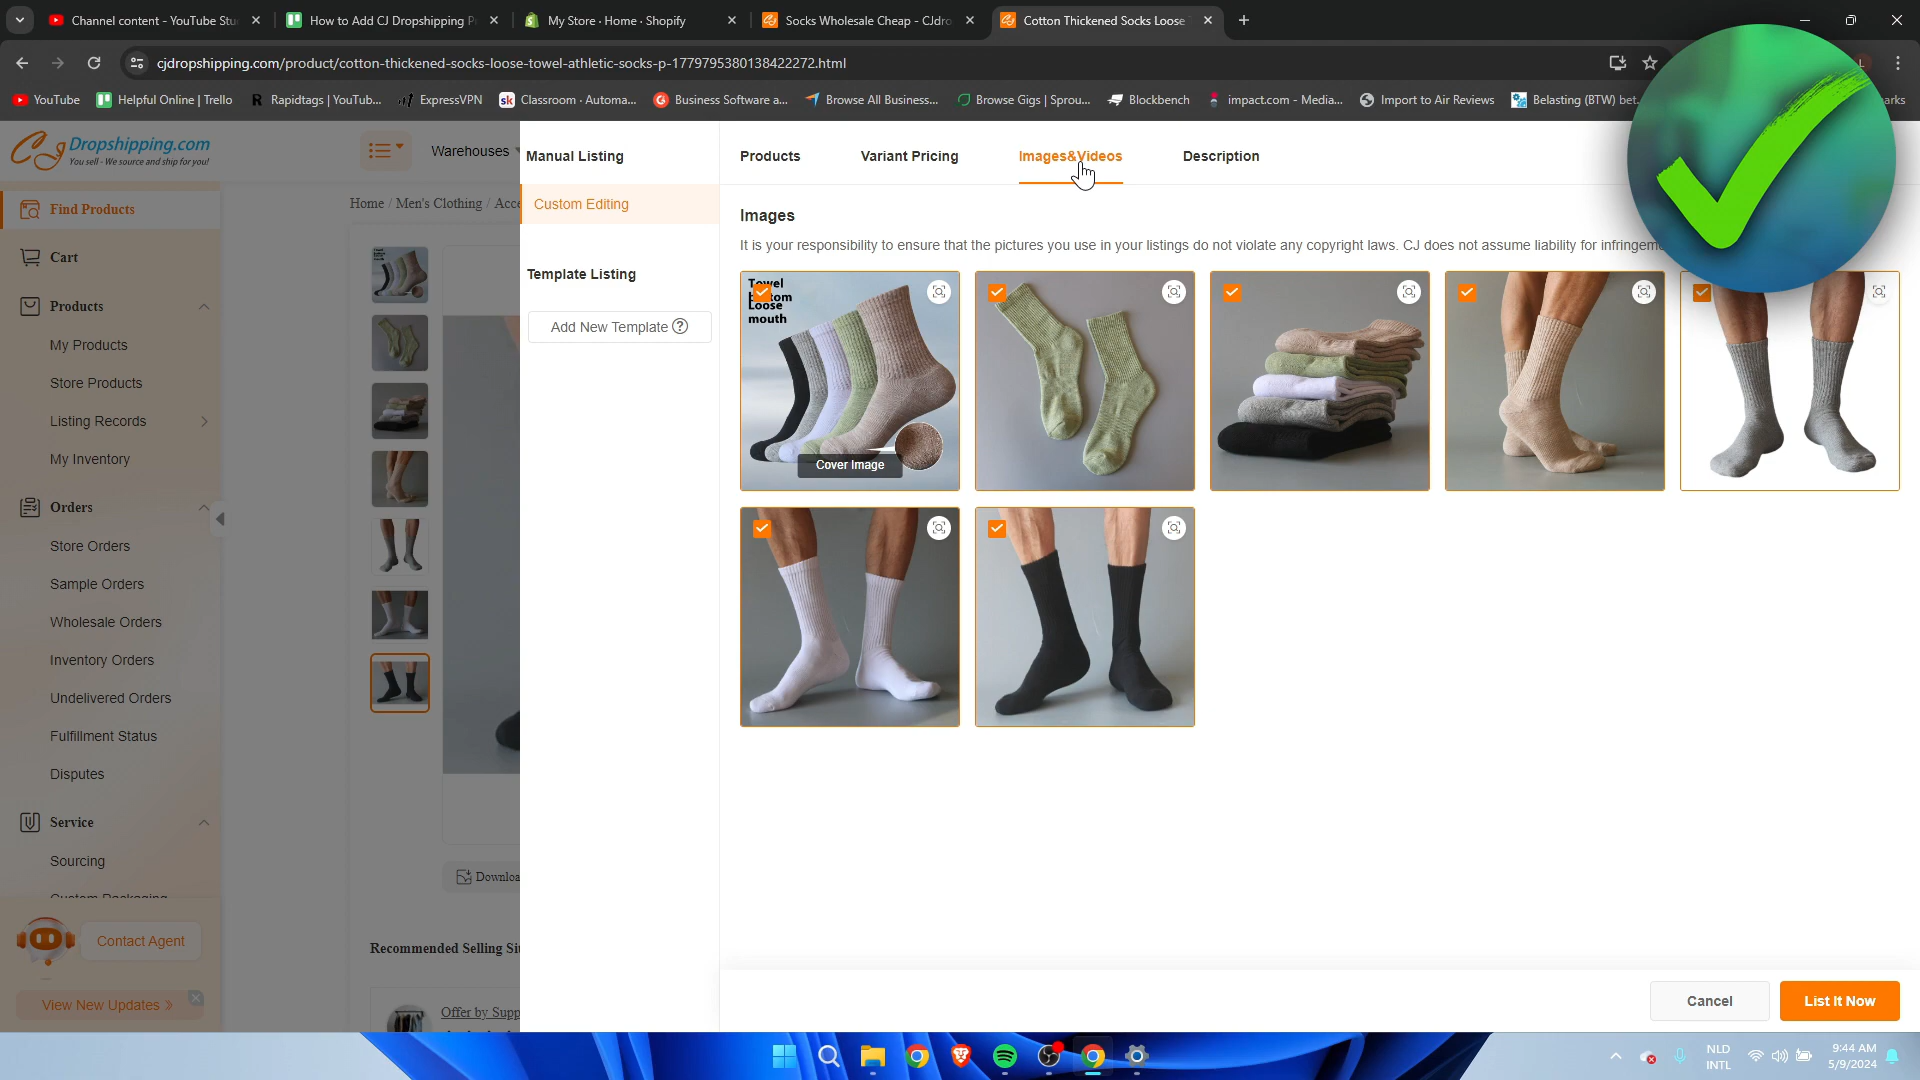 Channel content - YouTube Stu
How to Add CJ Dropshipping P
My Store · Home · Shopify
Socks Wholesale Cheap - CJdro
Cotton Thickened Socks Loose
cjdropshipping.com/product/cotton-thickened-socks-loose-towel-athletic-socks-p-1779795380138422272.html
YouTube
Helpful Online | Trello
Rapidtags | YouTub...
ExpressVPN
Classroom · Automa...
Business Software a...
Browse All Business...
Browse Gigs | Sprou...
Blockbench
impact.com - Media...
Import to Air Reviews
Belasting (BTW) bet
arks
CJ Dropshipping.com
You sell - We source and ship for you!
Warehouses
Manual Listing
Products
Variant Pricing
Images&Videos
Description
Home / Men's Clothing / Acce
Find Products
Custom Editing
Images
It is your responsibility to ensure that the pictures you use in your listings do not violate any copyright laws. CJ does not assume liability for infringeme
Cart
Template Listing
Towel
bottom
Loose
mouth
Products
Add New Template
My Products
Store Products
Listing Records
My Inventory
Cover Image
Orders
Store Orders
Sample Orders
Wholesale Orders
Inventory Orders
Undelivered Orders
Fulfillment Status
Disputes
Service
Sourcing
Custom Packaging
Downloa
Contact Agent
Recommended Selling Si
View New Updates »
Offer by Supp
Cancel
List It Now
NLD
INTL
9:44 AM
5/9/2024